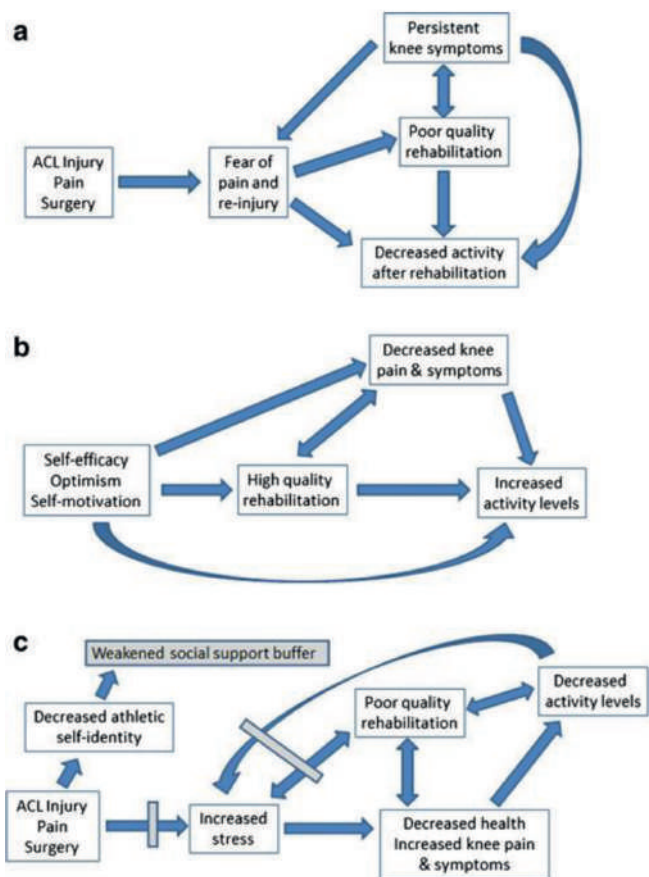 a
Persistent
knee symptoms
Poor quality
rehabilitation
ACL Injury
Pain
Surgery
Fear of
pain and
re-injury
Decreased activity
after rehabilitation
b
Decreased knee
pain & symptoms
Self-efficacy
Optimism
Self-motivation
High quality
rehabilitation
Increased
activity levels
c
Weakened social support buffer
Decreased athletic
self-identity
Poor quality
rehabilitation
Decreased
activity levels
ACL Injury
Pain
Surgery
Increased
stress
Decreased health
Increased knee pain
& symptoms